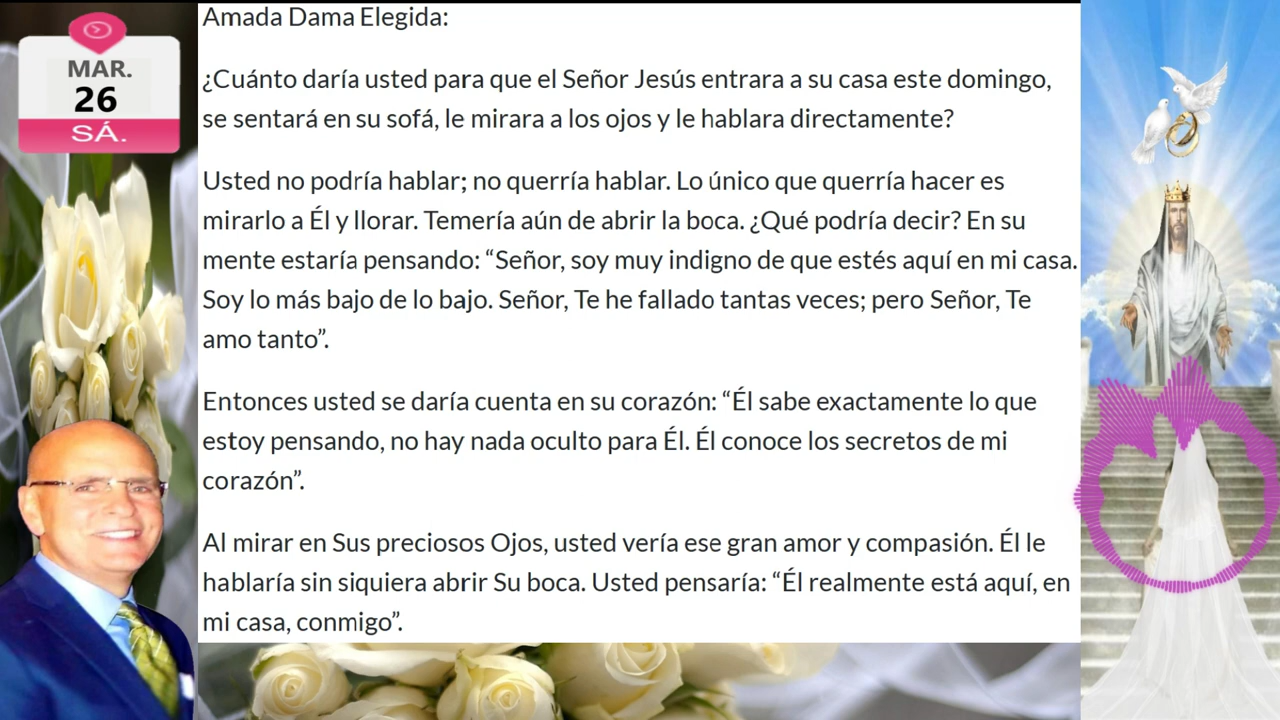 MAR.
26
SÁ.
Amada Dama Elegida:
¿Cuánto daría usted para que el Señor Jesús entrara a su casa este domingo,
se sentará en su sofá, le mirara a los ojos y le hablara directamente?
Usted no podría hablar; no querría hablar. Lo único que querría hacer es
mirarlo a Él y llorar. Temería aún de abrir la boca. ¿Qué podría decir? En su
mente estaría pensando: “Señor, soy muy indigno de que estés aquí en mi casa.
Soy lo más bajo de lo bajo. Señor, Te he fallado tantas veces; pero Señor, Te
amo tanto”.
Entonces usted se daría cuenta en su corazón: “Él sabe exactamente lo que
estoy pensando, no hay nada oculto para Él. Él conoce los secretos de mi
corazón”.
Al mirar en Sus preciosos Ojos, usted vería ese gran amor y compasión. Él le
hablaría sin siquiera abrir Su boca. Usted pensaría: “Él realmente está aquí, en
mi casa, conmigo”.